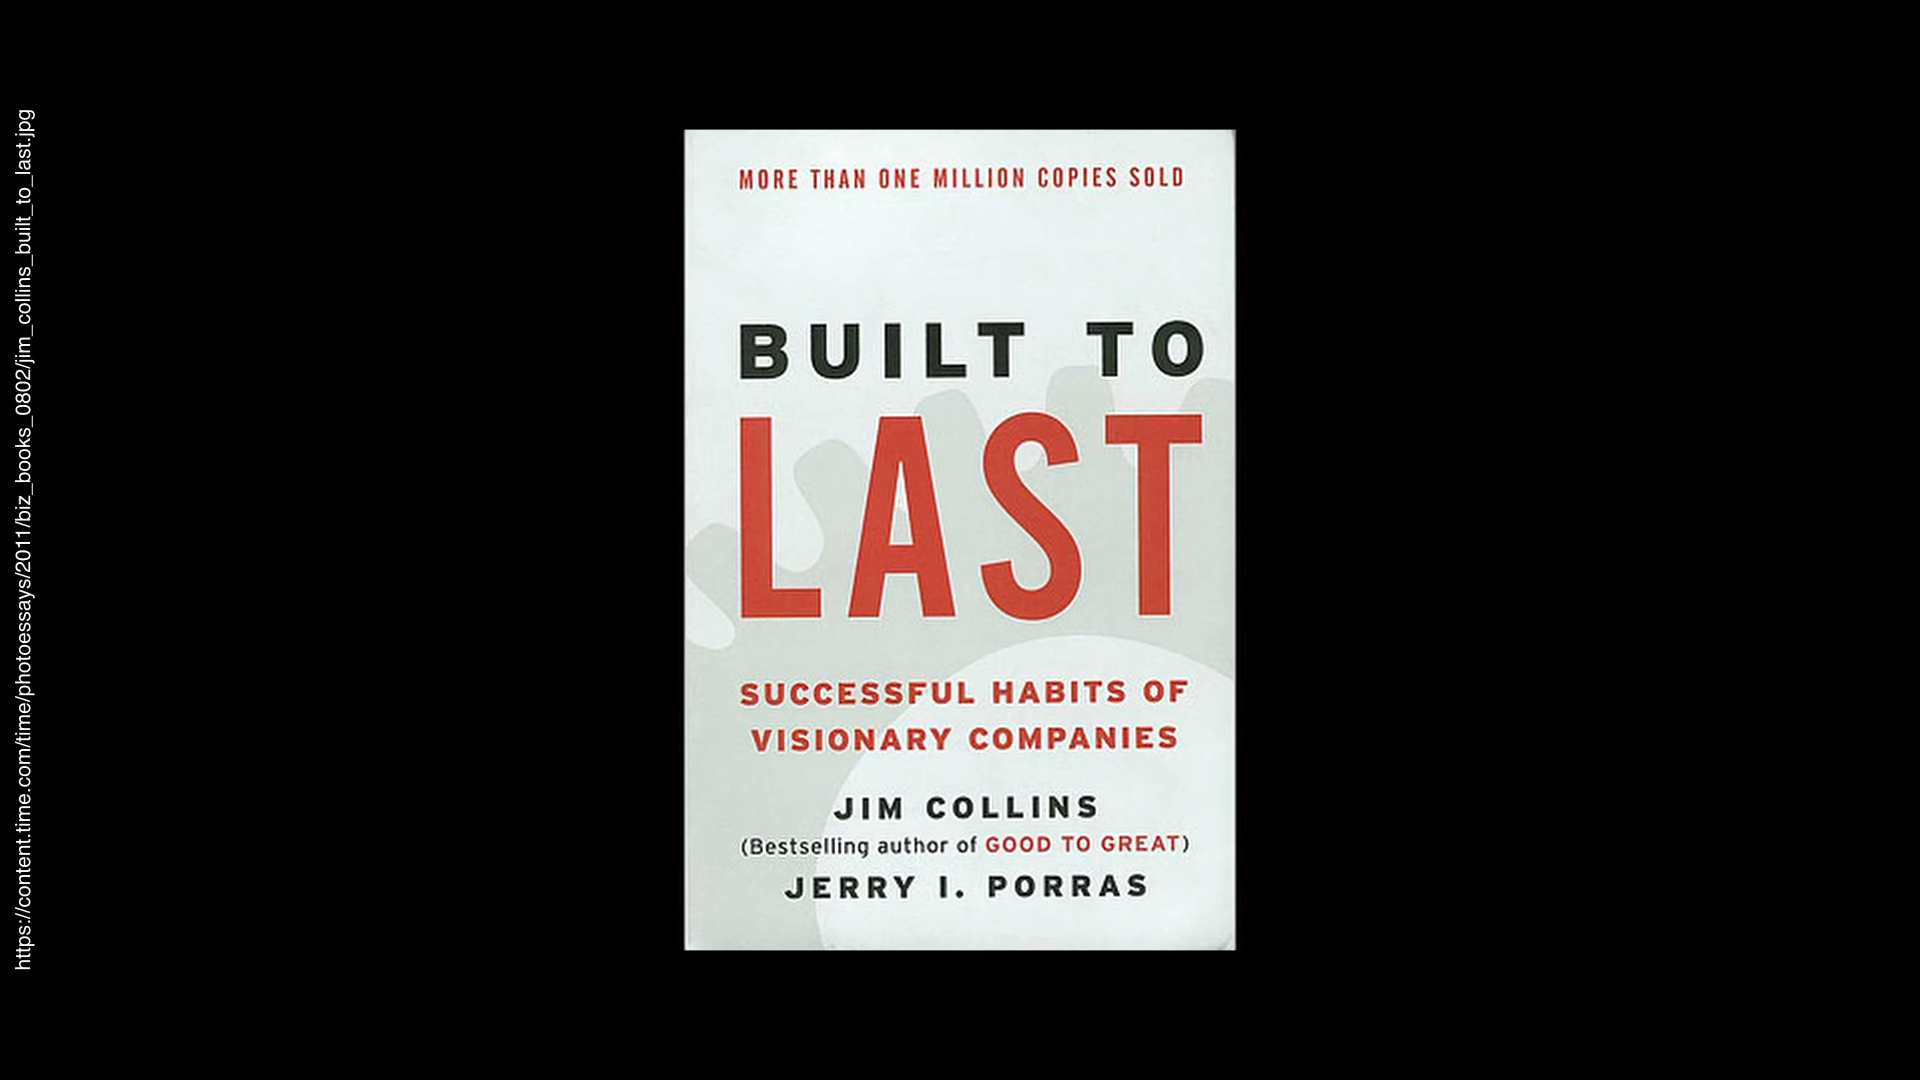 https://content.time.com/time/photoessays/2011/biz_books_0802/jim_collins_built_to_last.jpg
MORE THAN ONE MILLION COPIES SOLD
BUILT TO
LAST
SUCCESSFUL HABITS OF
VISIONARY COMPANIES
JIM COLLINS
(Bestselling author of GOOD TO GREAT)
JERRY I. PORRAS